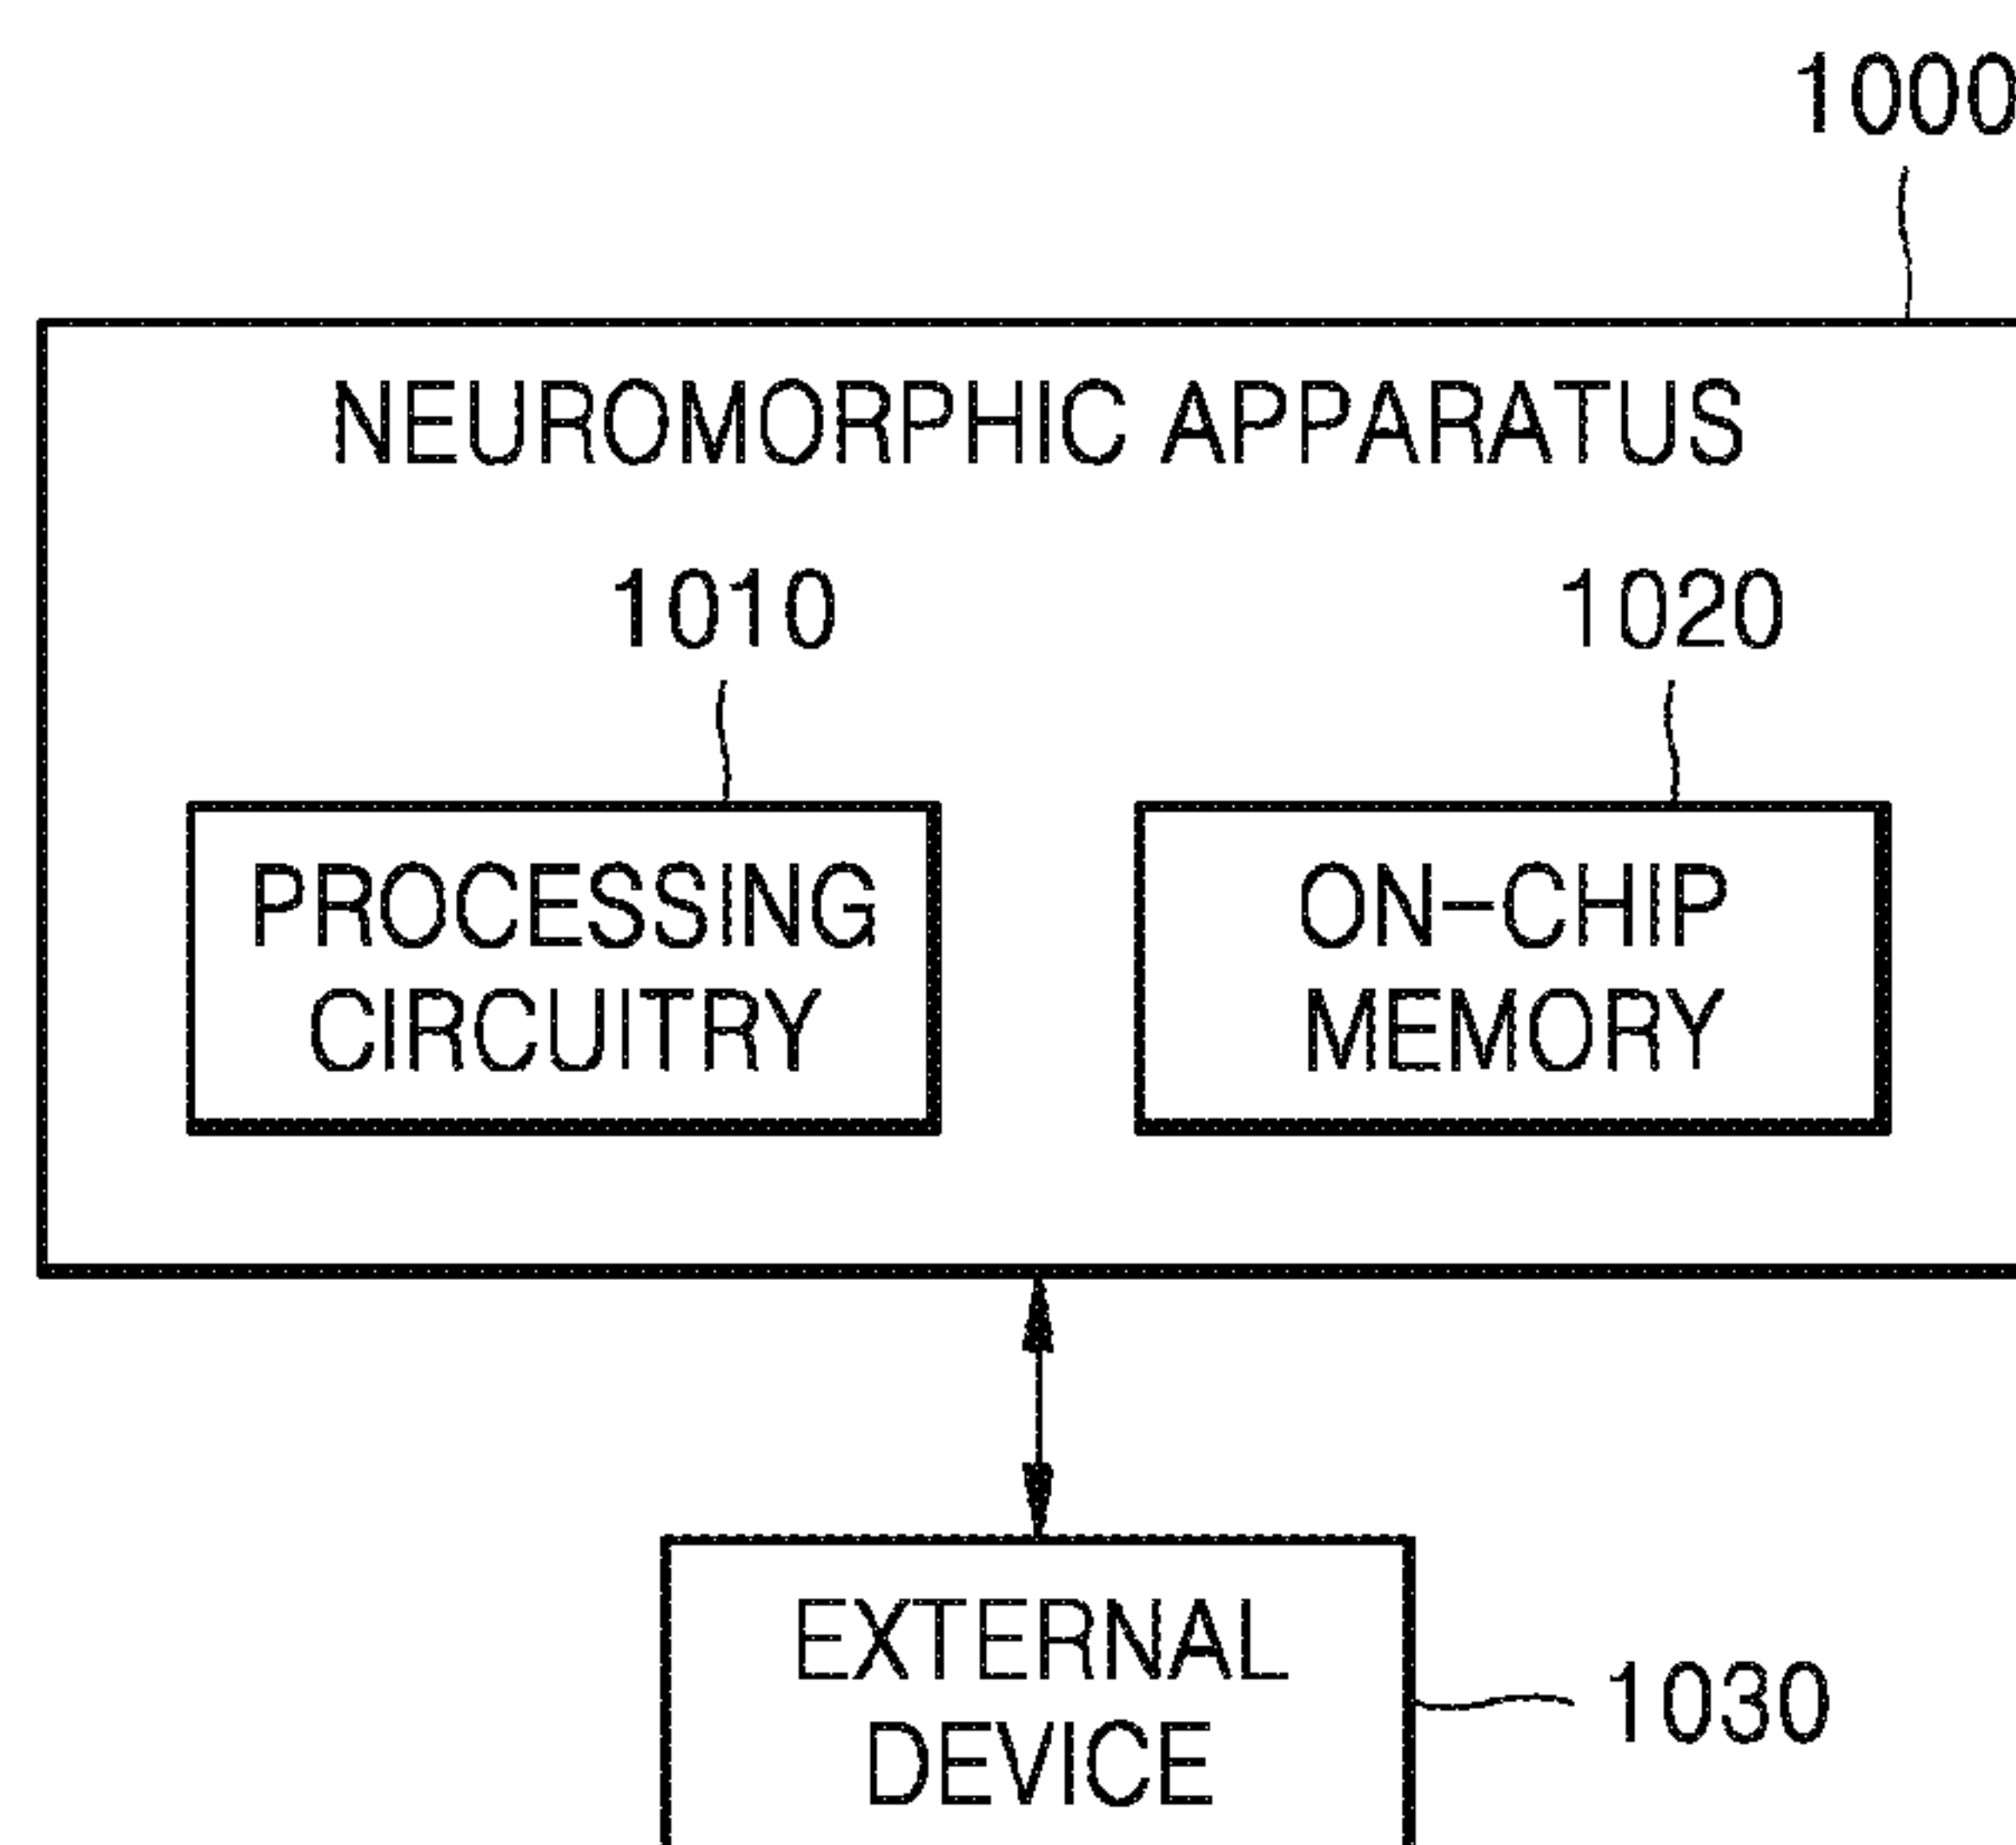 1000
NEUROMORPHIC APPARATUS
1010
1020
PROCESSING
CIRCUITRY
ON-CHIP
MEMORY
EXTERNAL
DEVICE
1030